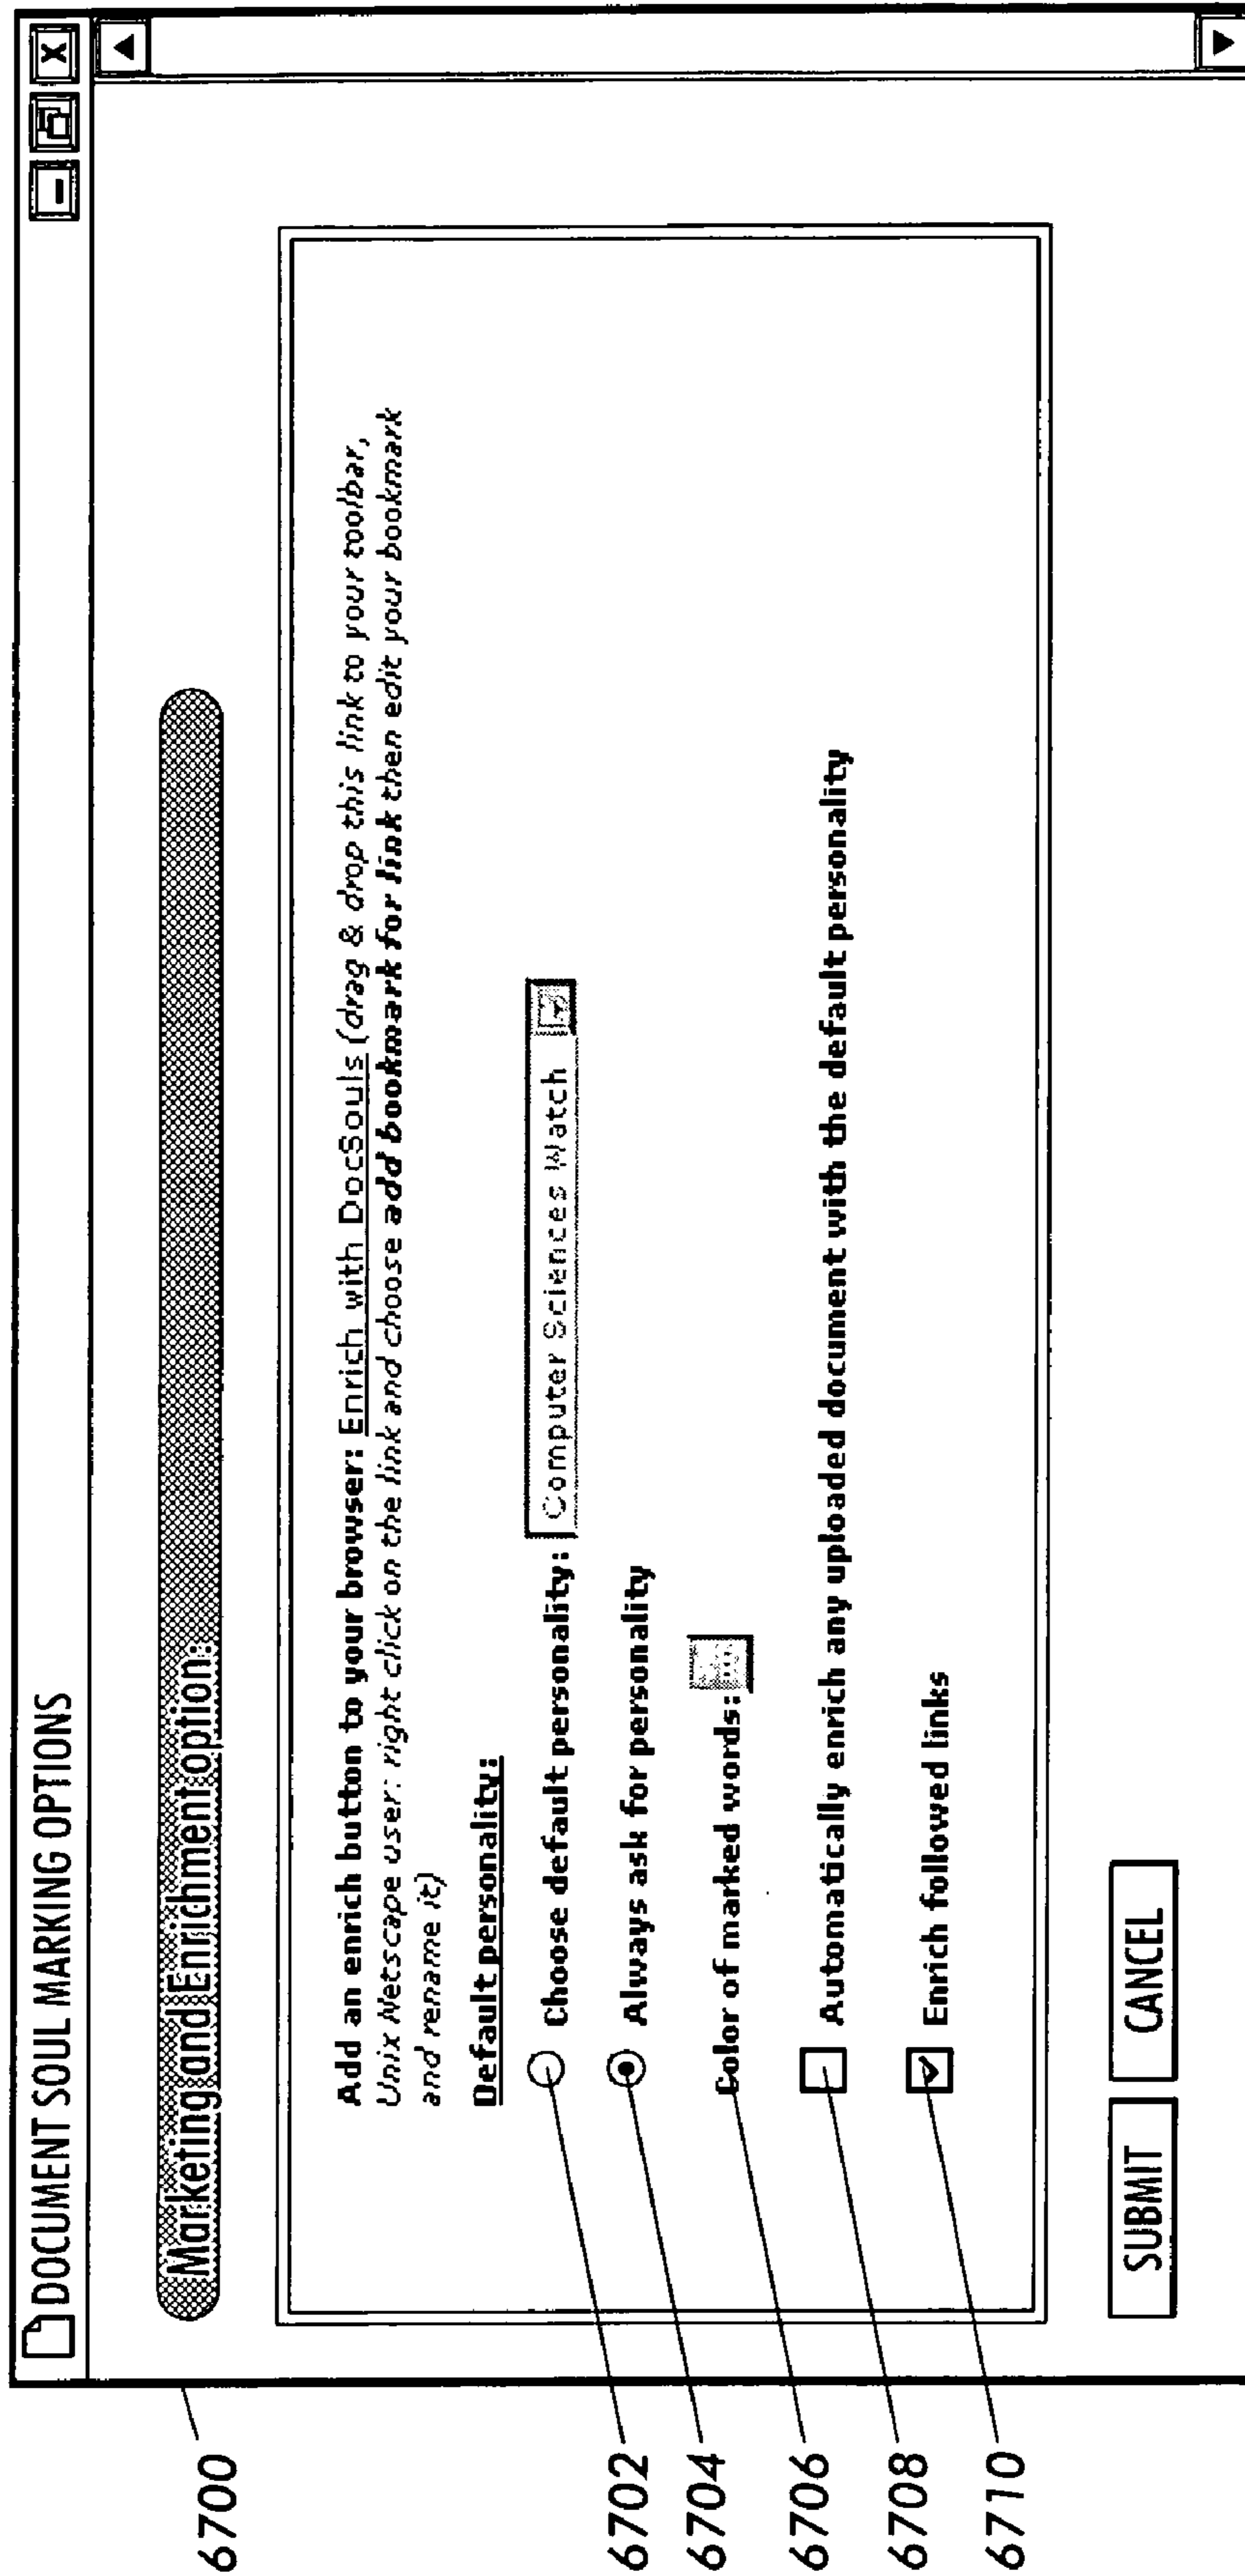 DOCUMENT SOUL MARKING OPTIONS
Marketing and Enrichment option:
Add an enrich button to your browser: Enrich with DocSouls (drag & drop this link to your toolbar,
Unix Netscape user: right click on the link and choose add bookmark for link then edit your bookmark
and rename it)
Default personality:
Choose default personality: Computer Sciences Watch
Always ask for personality
Color of marked words: ...
Automatically enrich any uploaded document with the default personality
Enrich followed links
SUBMIT CANCEL
6700
6702
6704
6706
6708
6710